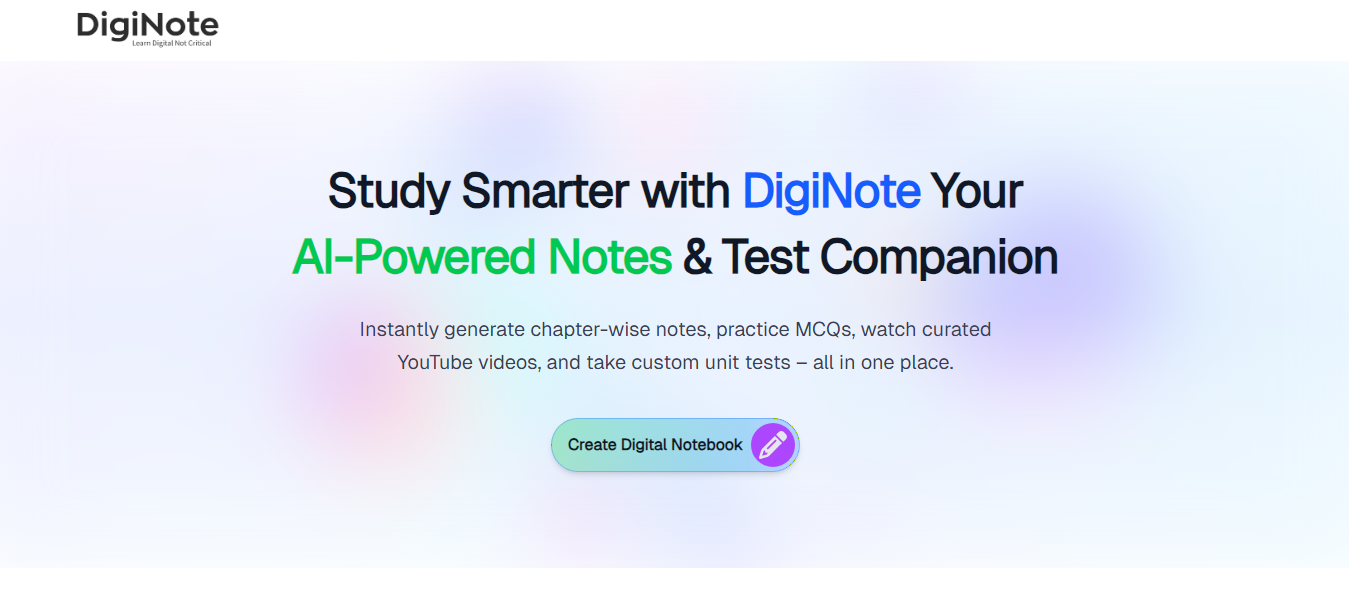 DigiNote
Learn Digital Not Critical
Study Smarter with DigiNote Your
AI-Powered Notes & Test Companion
Instantly generate chapter-wise notes, practice MCQs, watch curated
YouTube videos, and take custom unit tests – all in one place.
Create Digital Notebook